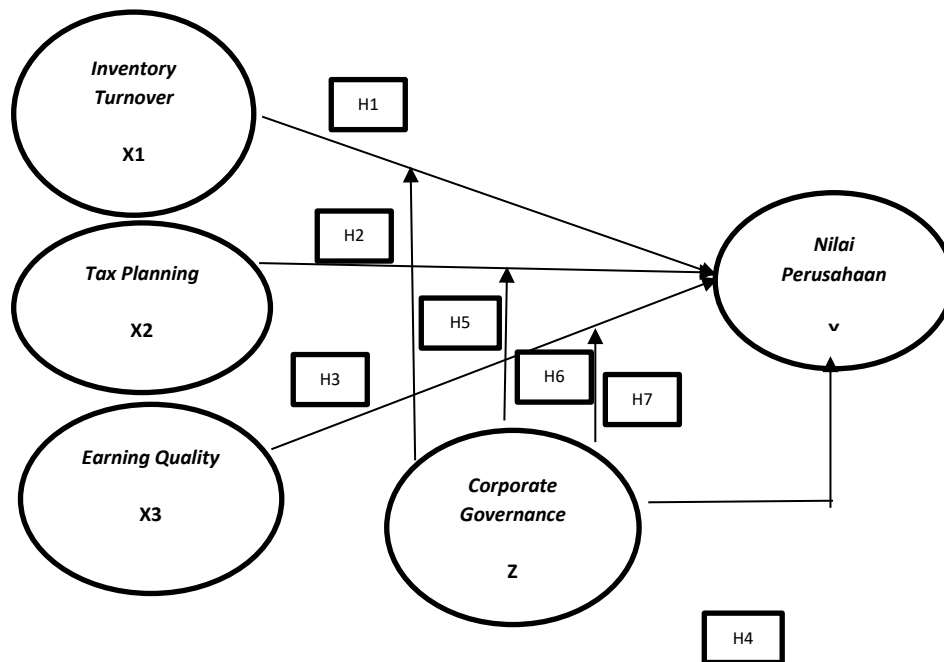 Inventory
Turnover
X1
H1
H2
Tax Planning
X2
Nilai
Perusahaan
H5
H3
H6
H7
Earning Quality
X3
Corporate
Governance
Z
H4